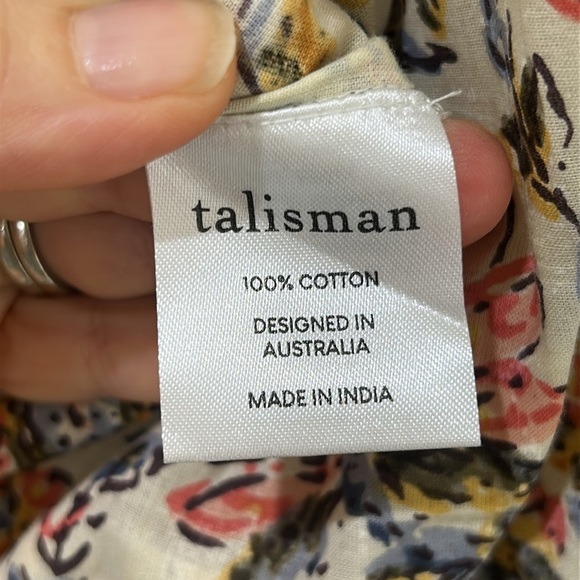 talisman
100% COTTON
DESIGNED IN
AUSTRALIA
MADE IN INDIA